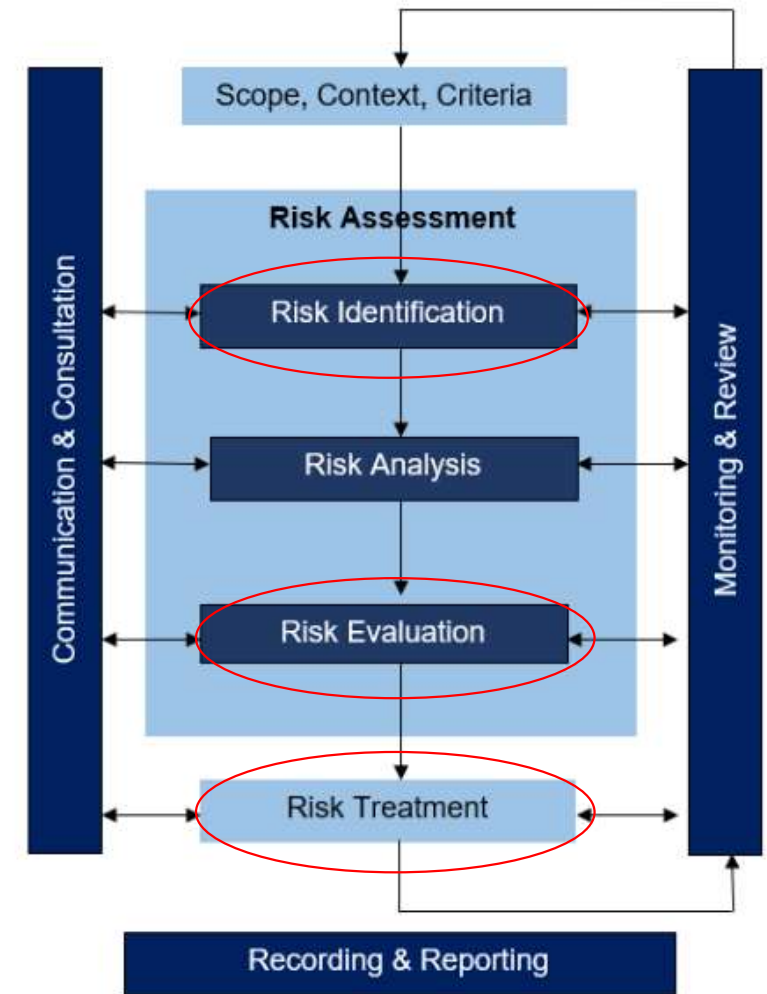 Scope, Context, Criteria
Risk Assessment
Communication & Consultation
Risk Identification
Risk Analysis
Risk Evaluation
Monitoring & Review
Risk Treatment
Recording & Reporting